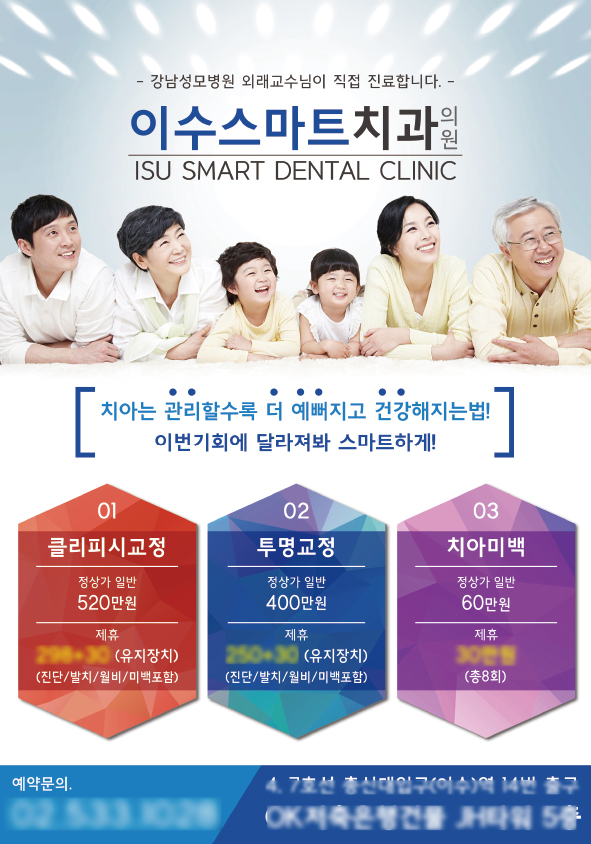 - 강남성모병원 외래교수님이 직접 진료합니다. -
이수스마트치과의원
ISU SMART DENTAL CLINIC
치아는 관리할수록 더 예뻐지고 건강해지는법!
이번기회에 달라져봐 스마트하게!
01
클리피시교정
정상가 일반
520만원
제휴
(유지장치)
(진단/발치/월비/미백포함)
02
투명교정
정상가 일반
400만원
제휴
(유지장치)
(진단/발치/월비/미백포함)
03
치아미백
정상가 일반
60만원
제휴
(총8회)
예약문의.